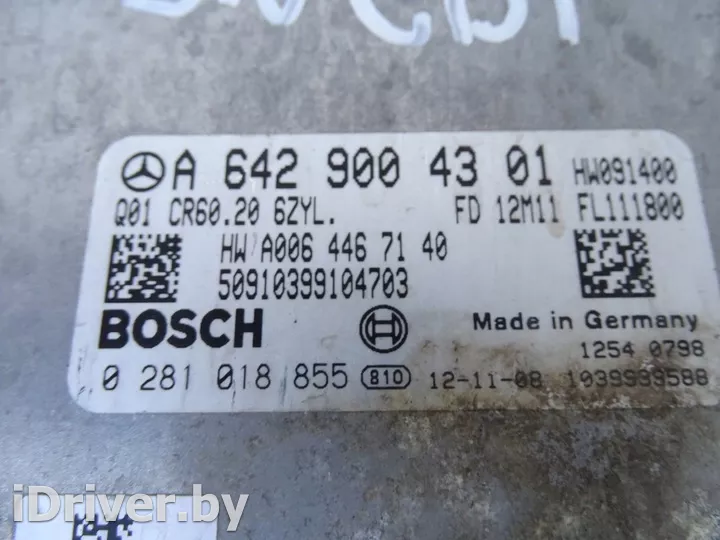 A 642 900 43 01 HW091400
Q01 CR60.20 6ZYL. FD 12M11 FL111800
HW A006 446 71 40
50910399104703
BOSCH
Made in Germany
1254 0798
0 281 018 855 810 12-11-08 1039S39588
iDriver.by